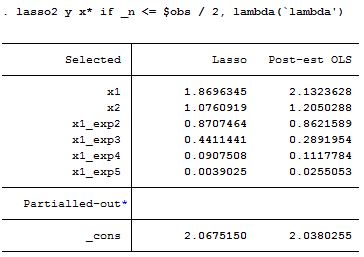 . lasso2 y x* if _n <= $obs / 2, lambda(`lambda')
Selected | Lasso Post-est OLS
x1 | 1.8696345 2.1323628
x2 | 1.0760919 1.2050288
x1_exp2 | 0.8707464 0.8621589
x1_exp3 | 0.4411441 0.2891954
x1_exp4 | 0.0907508 0.1117784
x1_exp5 | 0.0039025 0.0255053
Partialled-out*
_cons | 2.0675150 2.0380255